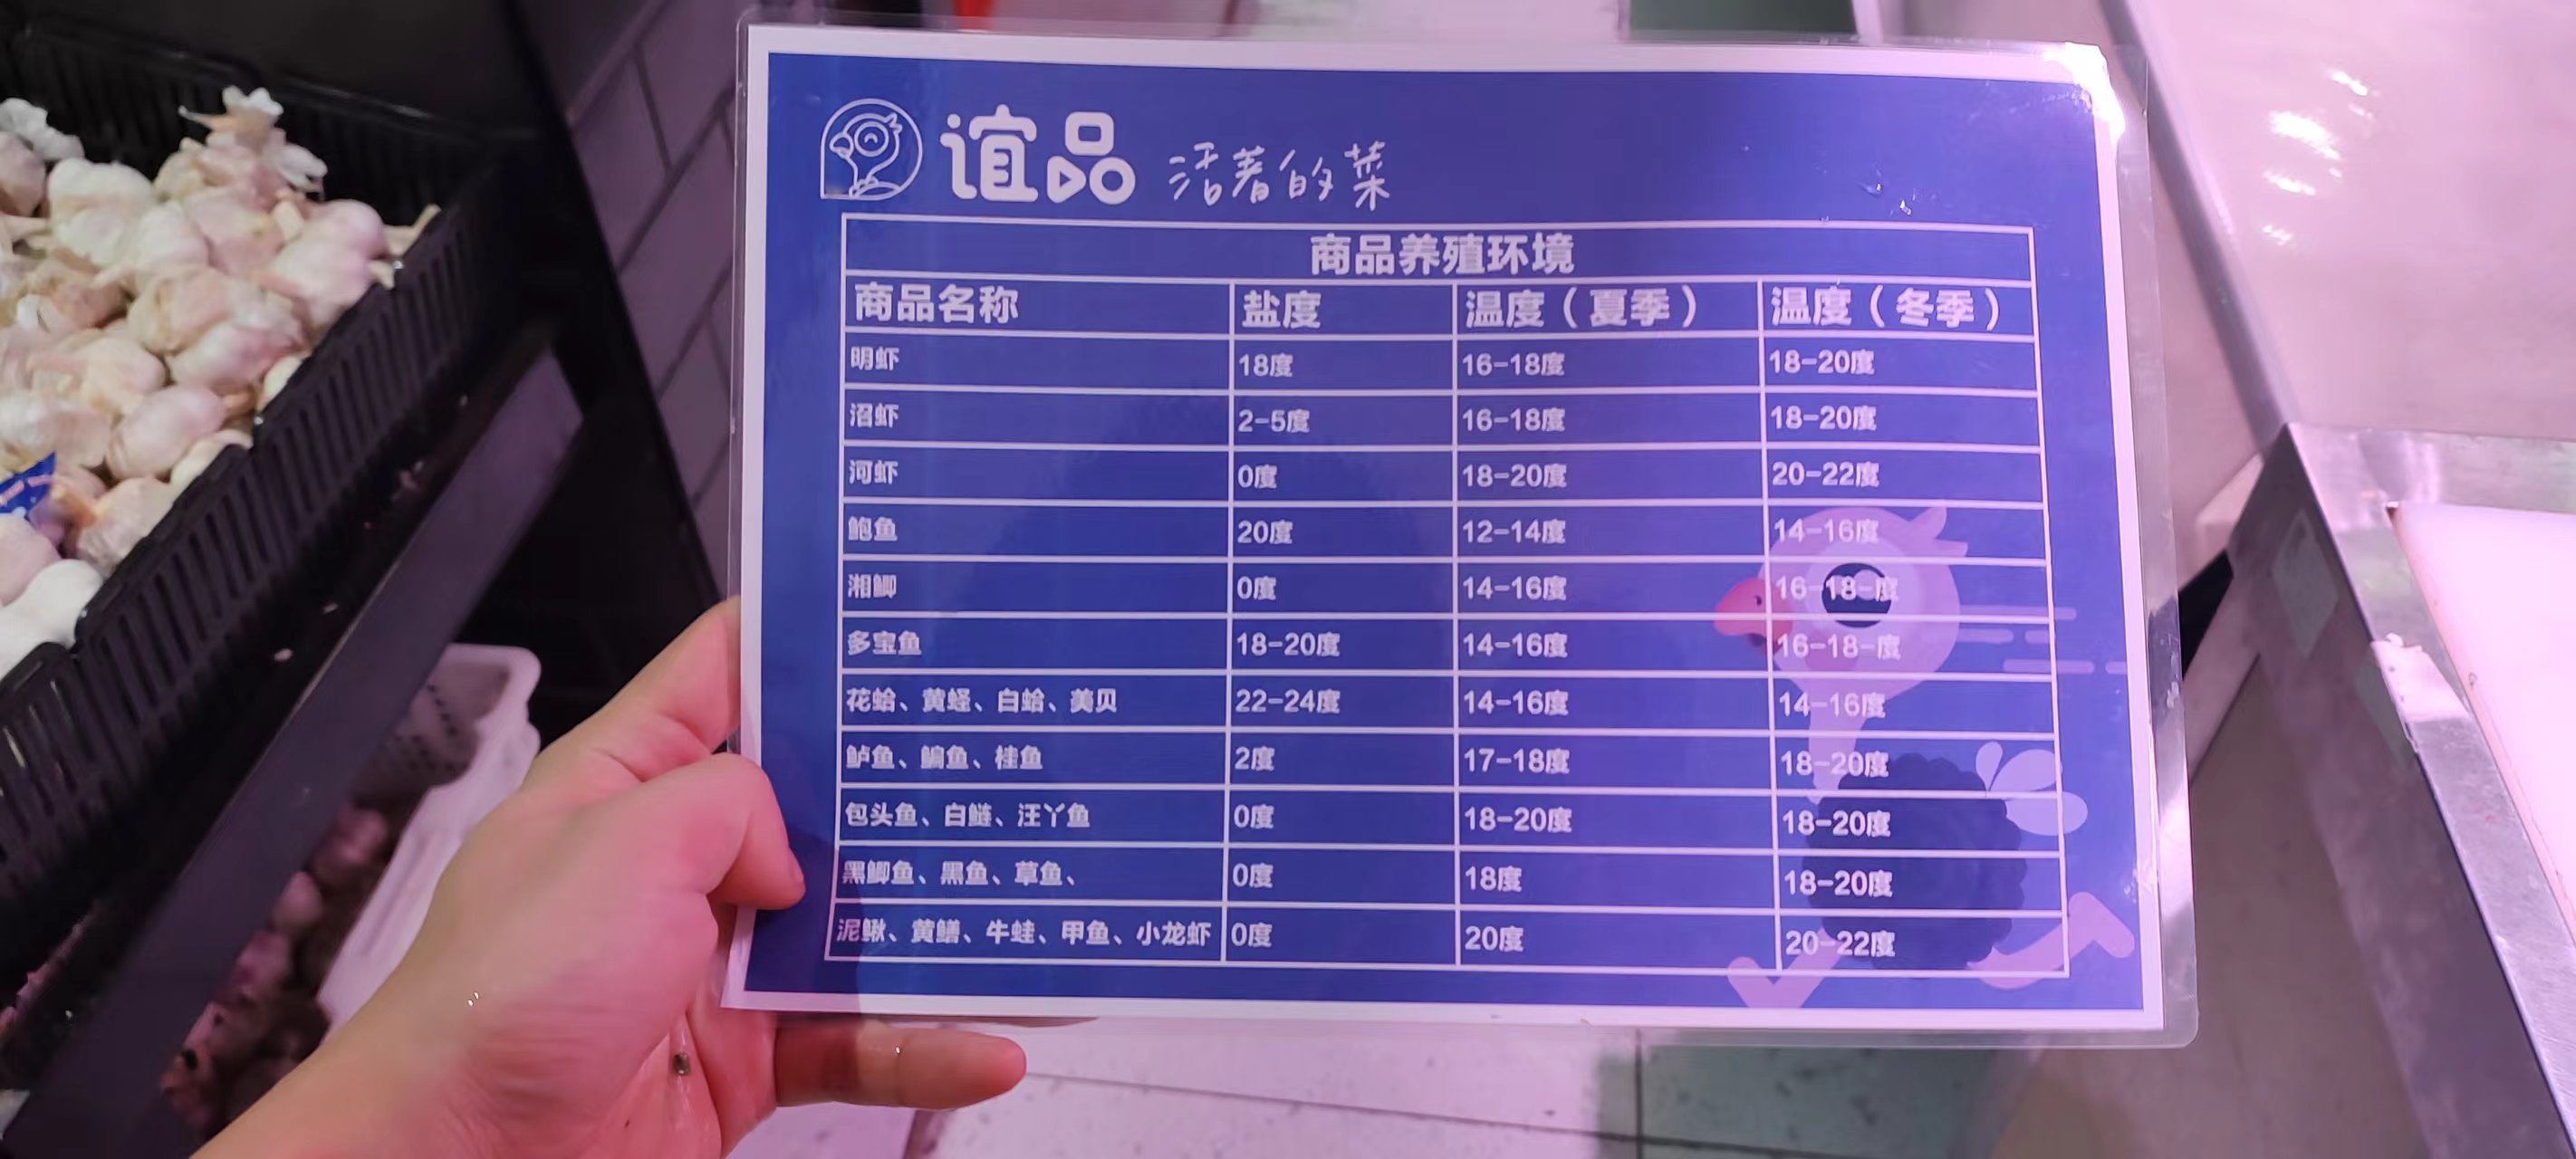 谊品 活着的菜
商品养殖环境
商品名称 盐度 温度（夏季） 温度（冬季）
明虾 18度 16-18度 18-20度
沼虾 2-5度 16-18度 18-20度
河虾 0度 18-20度 20-22度
鲍鱼 20度 12-14度 14-16度
湘鲫 0度 14-16度 16-18-度
多宝鱼 18-20度 14-16度 16-18-度
花蛤、黄蛏、白蛤、美贝 22-24度 14-16度 14-16度
鲈鱼、鳊鱼、桂鱼 2度 17-18度 18-20度
包头鱼、白鲢、汪丫鱼 0度 18-20度 18-20度
黑鲫鱼、黑鱼、草鱼、 0度 18度 18-20度
泥鳅、黄鳝、牛蛙、甲鱼、小龙虾 0度 20度 20-22度